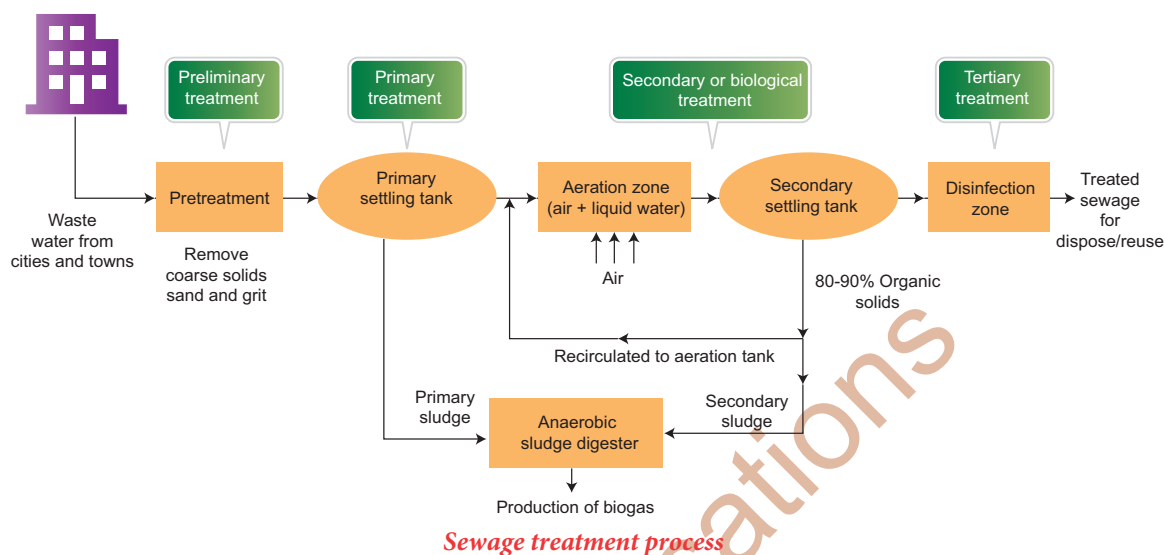 Preliminary
treatment
Primary
treatment
Secondary or biological
treatment
Tertiary
treatment
Pretreatment
Primary
settling tank
Aeration zone
(air + liquid water)
Secondary
settling tank
Disinfection
zone
Treated
sewage
for
dispose/reuse
Waste
water from
cities and towns
Remove
coarse solids
sand and grit
Air
80-90% Organic
solids
Recirculated to aeration tank
Primary
sludge
Anaerobic
sludge digester
Secondary
sludge
Production of biogas
Sewage treatment process